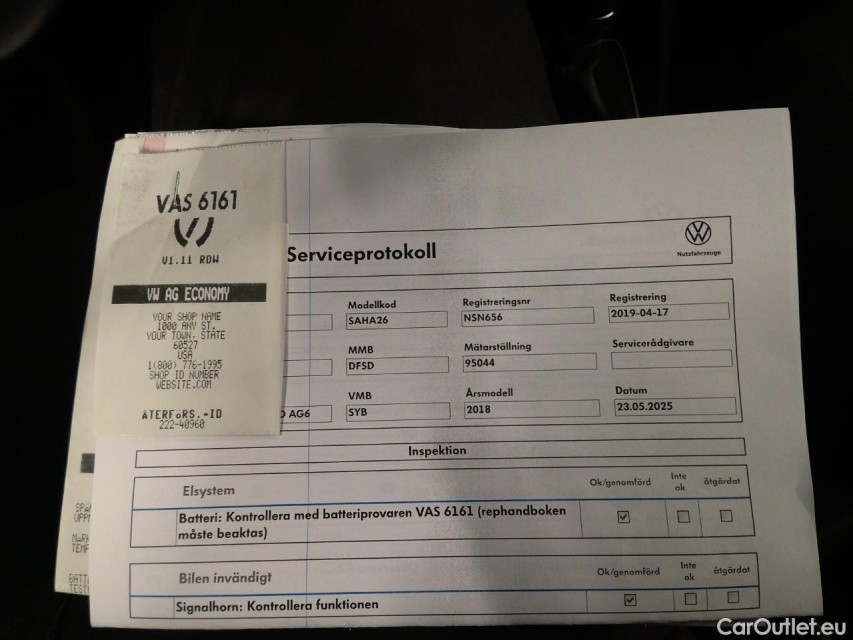 VAS 6161
V1.11 ROW
VW AG ECONOMY
YOUR SHOP NAME
1000 ANY ST.
YOUR TOWN, STATE
60527
USA
1(800) 776-1995
SHOP ID NUMBER
WEBSITE.COM
ÅTERFöRS.-ID
222-40960
Serviceprotokoll
Nutzfahrzeuge
Modellkod
Registreringsnr
Registrering
SAHA26
NSN656
2019-04-17
MMB
Mätarställning
Servicerådgivare
DFSD
95044
VMB
Årsmodell
Datum
AG6
SYB
2018
23.05.2025
Inspektion
Elsystem
Ok/genomförd
Inte ok
åtgärdat
Batteri: Kontrollera med batteriprovaren VAS 6161 (rephandboken
måste beaktas)
Bilen invändigt
Ok/genomförd
Inte ok
åtgärdat
Signalhorn: Kontrollera funktionen
CarOutlet.eu